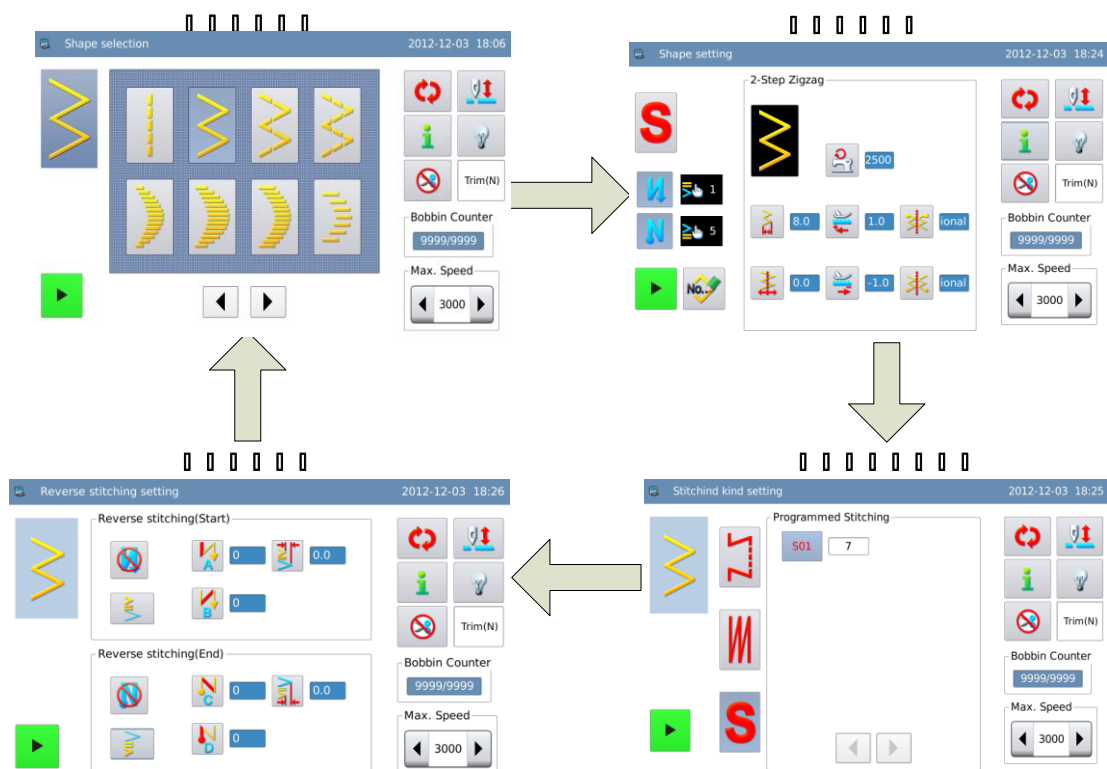 Shape selection 2012-12-03 18:06
Trim(N)
Bobbin Counter
9999/9999
Max. Speed
3000
Shape setting 2012-12-03 18:24
2-Step Zigzag
S
2500
1
5
8.0 1.0 ional
0.0 -1.0 ional
No..
Trim(N)
Bobbin Counter
9999/9999
Max. Speed
3000
Reverse stitching setting 2012-12-03 18:26
Reverse stitching(Start)
A 0 0.0
B 0
Reverse stitching(End)
C 0 0.0
D 0
Trim(N)
Bobbin Counter
9999/9999
Max. Speed
3000
Stitchind kind setting 2012-12-03 18:25
Programmed Stitching
S01 7
S
Trim(N)
Bobbin Counter
9999/9999
Max. Speed
3000